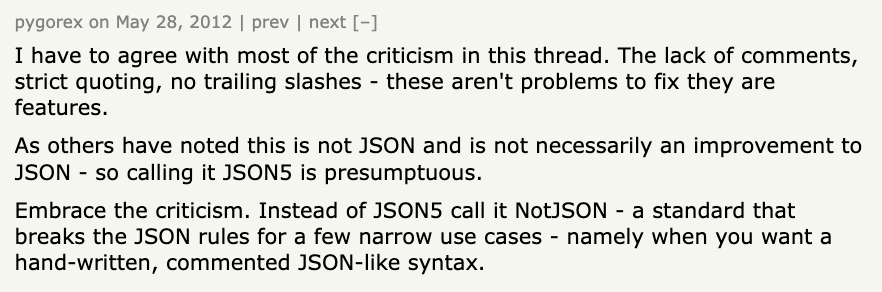 pygorex on May 28, 2012 | prev | next [–]
I have to agree with most of the criticism in this thread. The lack of comments,
strict quoting, no trailing slashes - these aren't problems to fix they are
features.
As others have noted this is not JSON and is not necessarily an improvement to
JSON - so calling it JSON5 is presumptuous.
Embrace the criticism. Instead of JSON5 call it NotJSON - a standard that
breaks the JSON rules for a few narrow use cases - namely when you want a
hand-written, commented JSON-like syntax.